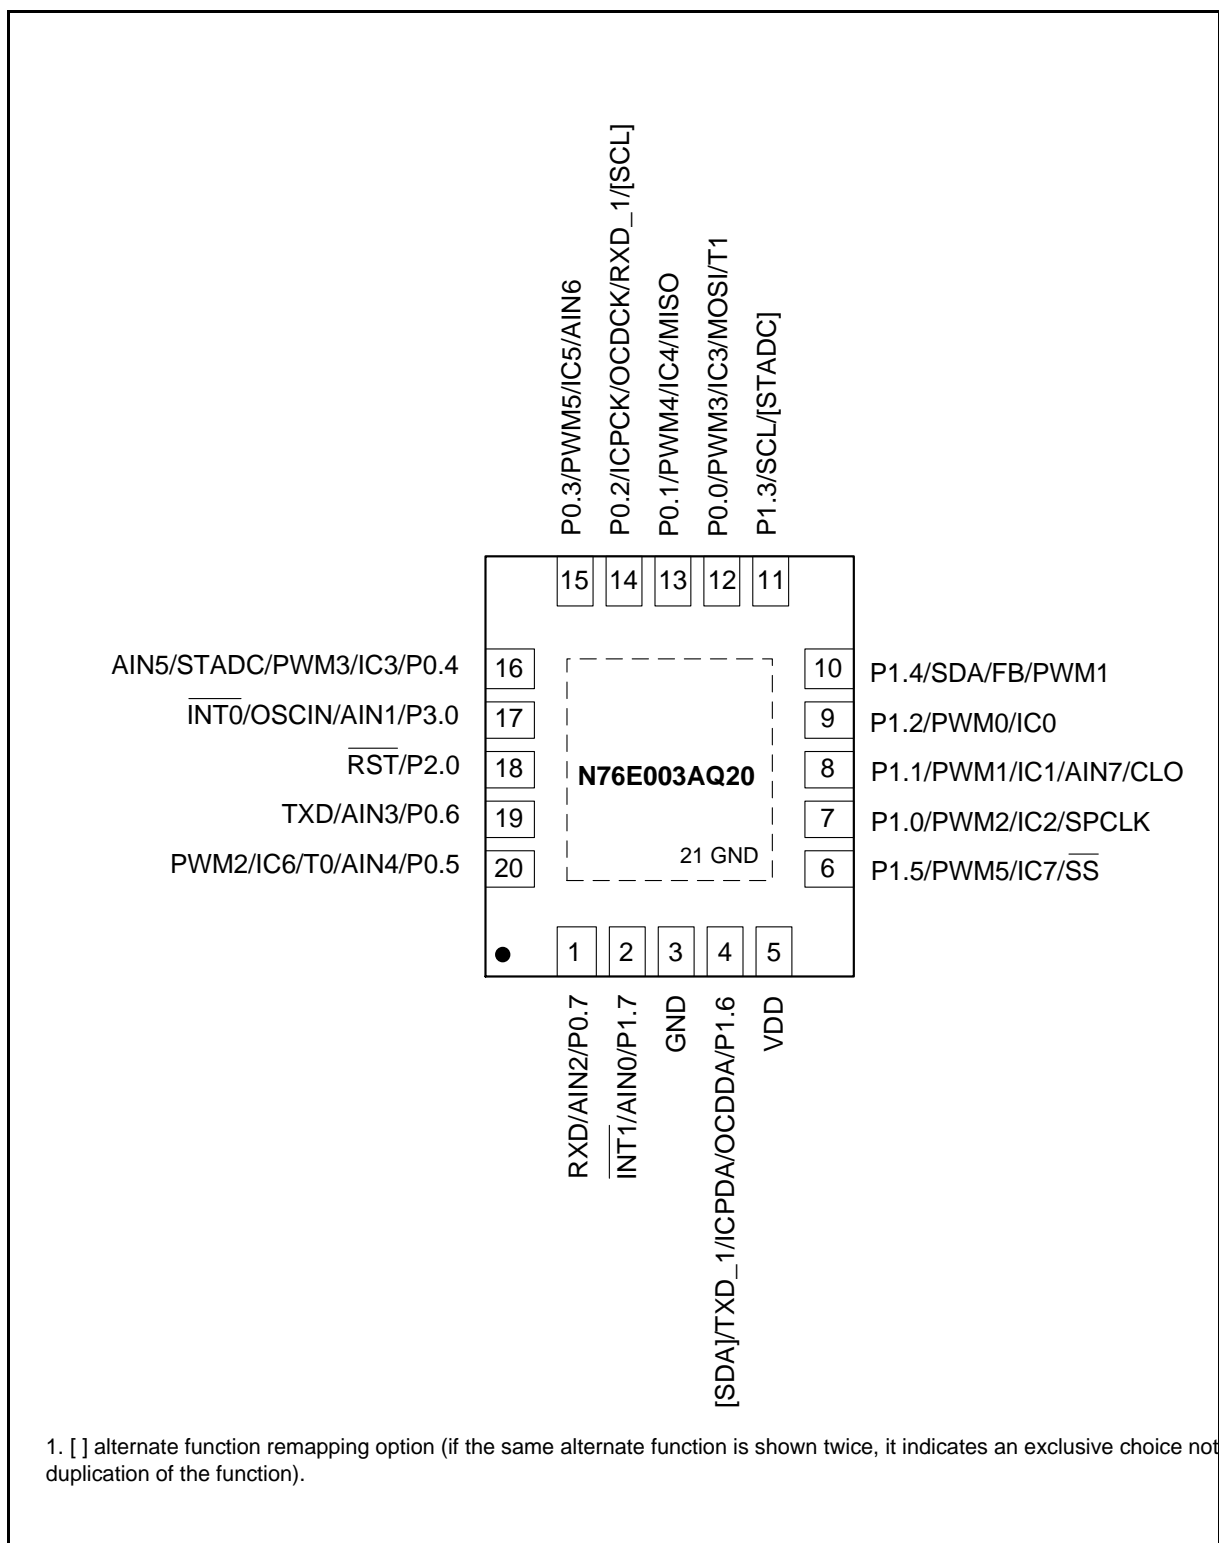 P0.3/PWM5/IC5/AIN6
P0.2/ICPCK/OCDCK/RXD_1/[SCL]
P0.1/PWM4/IC4/MISO
P0.0/PWM3/IC3/MOSI/T1
P1.3/SCL/[STADC]
15 14 13 12 11
AIN5/STADC/PWM3/IC3/P0.4 16
INT0/OSCIN/AIN1/P3.0 17
RST/P2.0 18
TXD/AIN3/P0.6 19
PWM2/IC6/T0/AIN4/P0.5 20
N76E003AQ20
21 GND
10 P1.4/SDA/FB/PWM1
9 P1.2/PWM0/IC0
8 P1.1/PWM1/IC1/AIN7/CLO
7 P1.0/PWM2/IC2/SPCLK
6 P1.5/PWM5/IC7/SS
1 2 3 4 5
RXD/AIN2/P0.7
INT1/AIN0/P1.7
GND
[SDA]/TXD_1/ICPDA/OCDDA/P1.6
VDD
1. [ ] alternate function remapping option (if the same alternate function is shown twice, it indicates an exclusive choice not
duplication of the function).